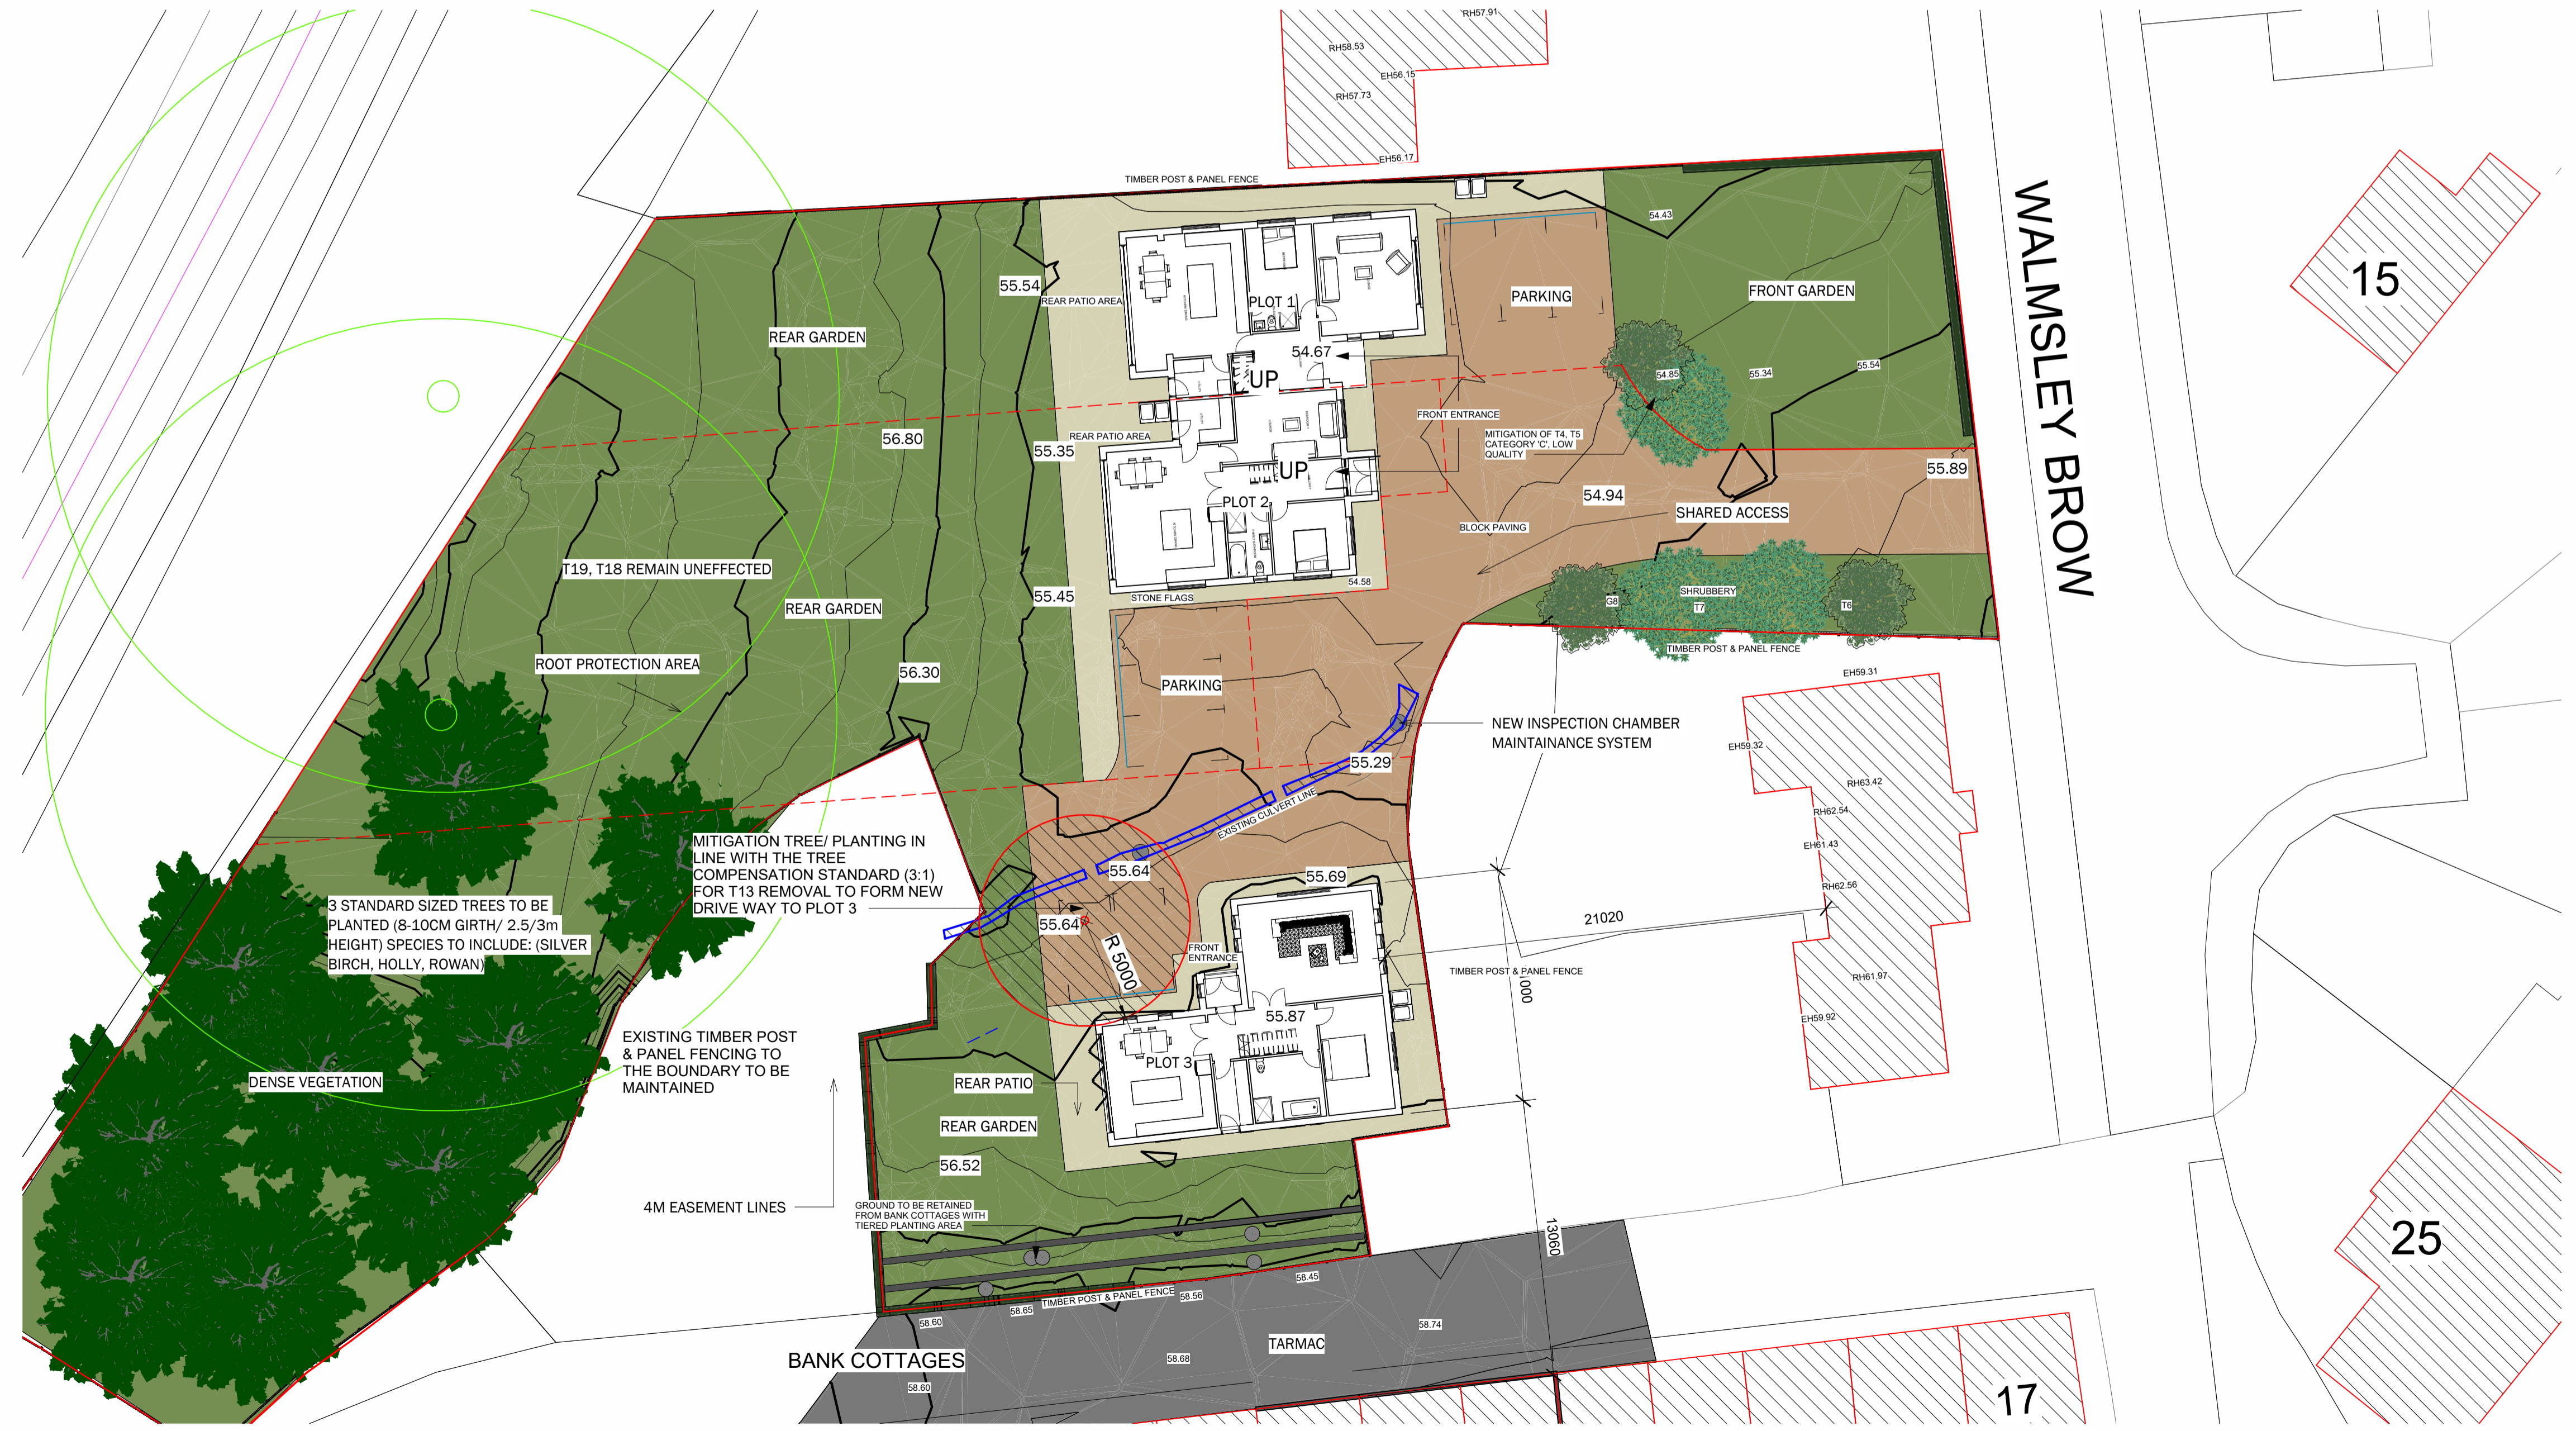 RH57.91
RH58.53
EH56.15
RH57.73
EH56.17
TIMBER POST & PANEL FENCE
WALMSLEY BROW
15
54.43
55.54
REAR PATIO AREA
PLOT 1
PARKING
FRONT GARDEN
REAR GARDEN
54.67
UP
54.85
55.34
55.54
FRONT ENTRANCE
56.80
REAR PATIO AREA
55.35
MITIGATION OF T4, T5
CATEGORY 'C', LOW
QUALITY
UP
55.89
PLOT 2
54.94
SHARED ACCESS
BLOCK PAVING
T19, T18 REMAIN UNEFFECTED
54.58
STONE FLAGS
55.45
REAR GARDEN
SHRUBBERY
G8
T7
T6
TIMBER POST & PANEL FENCE
ROOT PROTECTION AREA
56.30
PARKING
EH59.31
NEW INSPECTION CHAMBER
MAINTAINANCE SYSTEM
EH59.32
55.29
RH63.42
EXISTING CULVERT LINE
RH62.54
MITIGATION TREE/ PLANTING IN
LINE WITH THE TREE
COMPENSATION STANDARD (3:1)
FOR T13 REMOVAL TO FORM NEW
DRIVE WAY TO PLOT 3
EH61.43
55.64
55.69
RH62.56
3 STANDARD SIZED TREES TO BE
PLANTED (8-10CM GIRTH/ 2.5/3m
HEIGHT) SPECIES TO INCLUDE: (SILVER
BIRCH, HOLLY, ROWAN)
55.64
21020
R 5000
FRONT
ENTRANCE
TIMBER POST & PANEL FENCE
RH61.97
55.87
EH59.92
EXISTING TIMBER POST
& PANEL FENCING TO
THE BOUNDARY TO BE
MAINTAINED
PLOT 3
DENSE VEGETATION
REAR PATIO
REAR GARDEN
56.52
4M EASEMENT LINES
GROUND TO BE RETAINED
FROM BANK COTTAGES WITH
TIERED PLANTING AREA
13060
25
58.45
TIMBER POST & PANEL FENCE
58.56
58.65
58.60
58.74
TARMAC
58.68
BANK COTTAGES
58.60
17